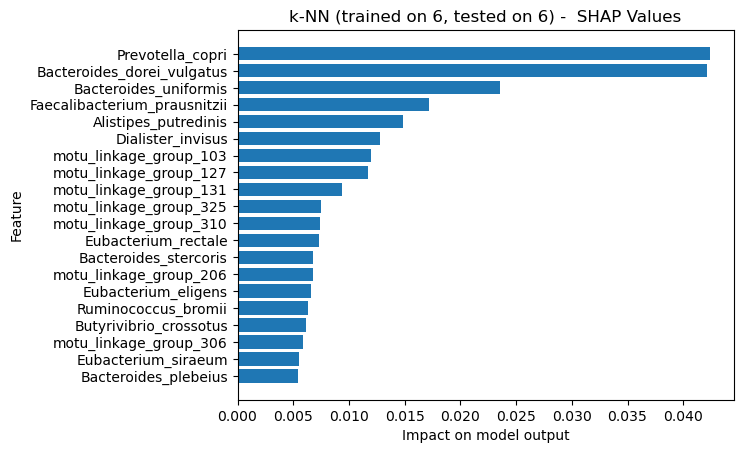 k-NN (trained on 6, tested on 6) -  SHAP Values
Prevotella_copri
Bacteroides_dorei_vulgatus
Bacteroides_uniformis
Faecalibacterium_prausnitzii
Alistipes_putredinis
Dialister_invisus
motu_linkage_group_103
motu_linkage_group_127
motu_linkage_group_131
motu_linkage_group_325
motu_linkage_group_310
Eubacterium_rectale
Bacteroides_stercoris
motu_linkage_group_206
Eubacterium_eligens
Ruminococcus_bromii
Butyrivibrio_crossotus
motu_linkage_group_306
Eubacterium_siraeum
Bacteroides_plebeius
Feature
0.000 0.005 0.010 0.015 0.020 0.025 0.030 0.035 0.040
Impact on model output